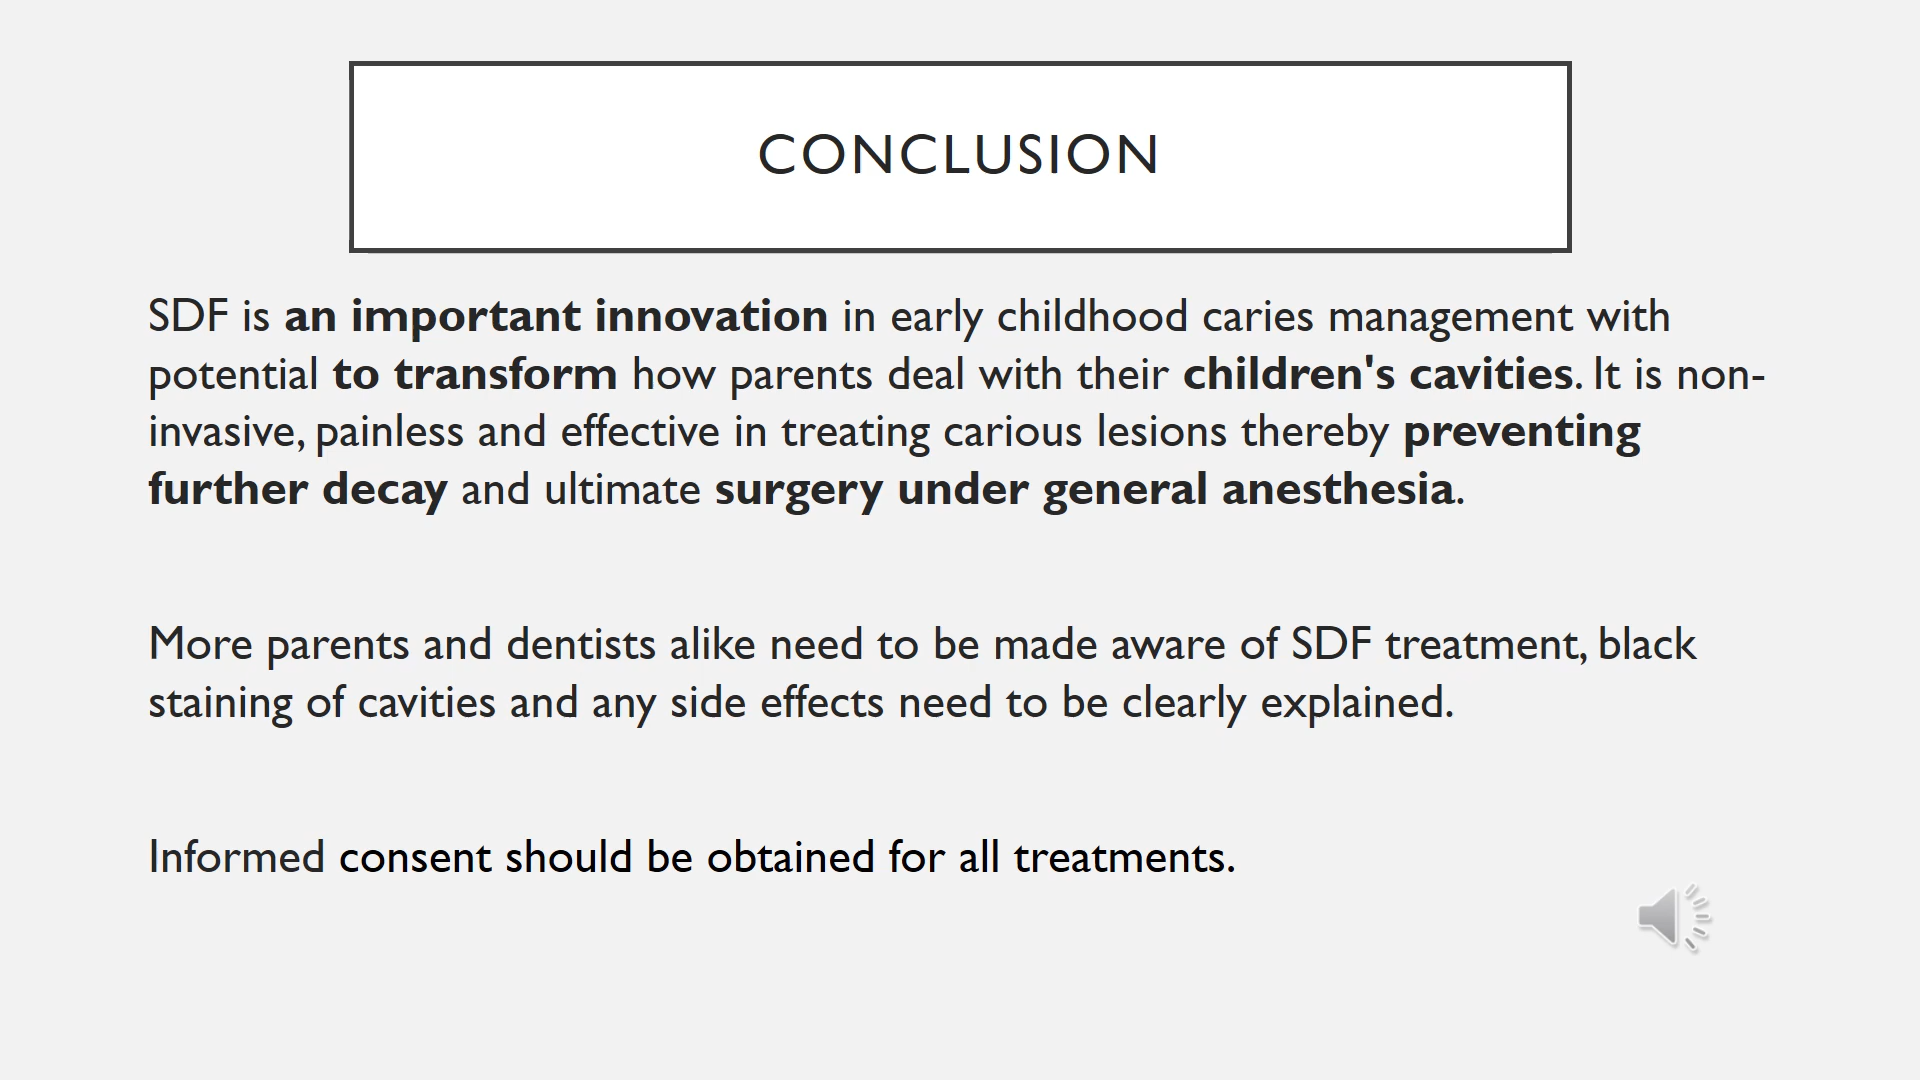 CONCLUSION
SDF is an important innovation in early childhood caries management with
potential to transform how parents deal with their children's cavities. It is non-
invasive, painless and effective in treating carious lesions thereby preventing
further decay and ultimate surgery under general anesthesia.
More parents and dentists alike need to be made aware of SDF treatment, black
staining of cavities and any side effects need to be clearly explained.
Informed consent should be obtained for all treatments.